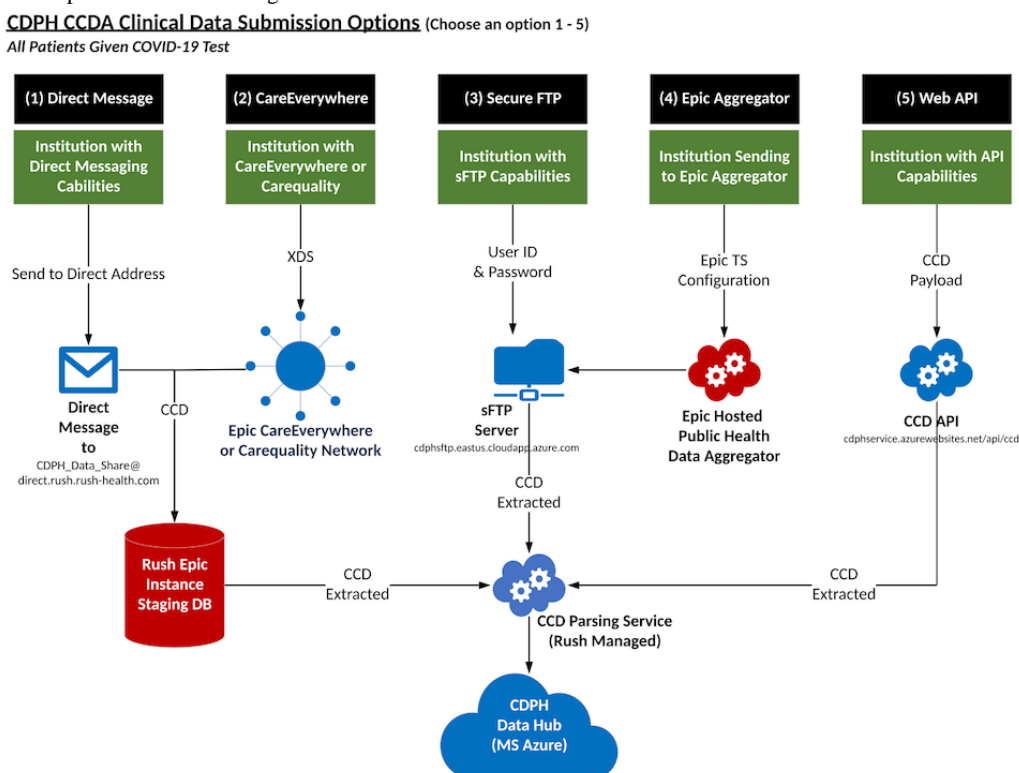 CDPH CCDA Clinical Data Submission Options (Choose an option 1 - 5)
All Patients Given COVID-19 Test
(1) Direct Message
(2) CareEverywhere
(3) Secure FTP
(4) Epic Aggregator
(5) Web API
Institution with
Direct Messaging
Cabilities
Institution with
CareEverywhere or
Carequality
Institution with
sFTP Capabilities
Institution Sending
to Epic Aggregator
Institution with API
Capabilities
Send to Direct Address
XDS
User ID
& Password
Epic TS
Configuration
CCD
Payload
Direct
Message
to
CDPH_Data_Share@
direct.rush.rush-health.com
CCD
Epic CareEverywhere
or Carequality Network
sFTP
Server
cdphsftp.eastus.cloudapp.azure.com
Epic Hosted
Public Health
Data Aggregator
CCD API
cdphservice.azurewebsites.net/api/ccd
CCD
Extracted
Rush Epic
Instance
Staging DB
CCD
Extracted
CCD
Extracted
CCD Parsing Service
(Rush Managed)
CDPH
Data Hub
(MS Azure)